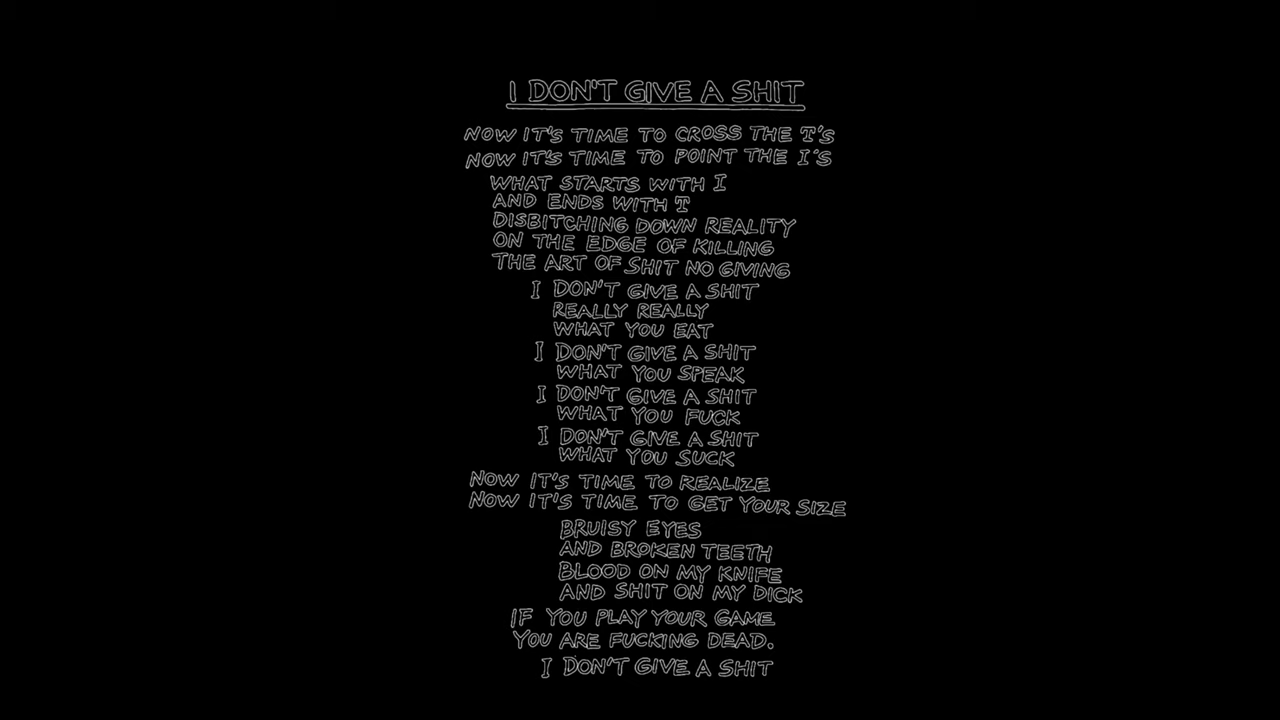 I DON'T GIVE A SHIT
NOW IT'S TIME TO CROSS THE T'S
NOW IT'S TIME TO POINT THE I'S
WHAT STARTS WITH I
AND ENDS WITH T
DISBITCHING DOWN REALITY
ON THE EDGE OF KILLING
THE ART OF SHIT NO GIVING
I DON'T GIVE A SHIT
REALLY REALLY
WHAT YOU EAT
I DON'T GIVE A SHIT
WHAT YOU SPEAK
I DON'T GIVE A SHIT
WHAT YOU FUCK
I DON'T GIVE A SHIT
WHAT YOU SUCK
NOW IT'S TIME TO REALIZE
NOW IT'S TIME TO GET YOUR SIZE
BRUISY EYES
AND BROKEN TEETH
BLOOD ON MY KNIFE
AND SHIT ON MY DICK
IF YOU PLAY YOUR GAME
YOU ARE FUCKING DEAD.
I DON'T GIVE A SHIT